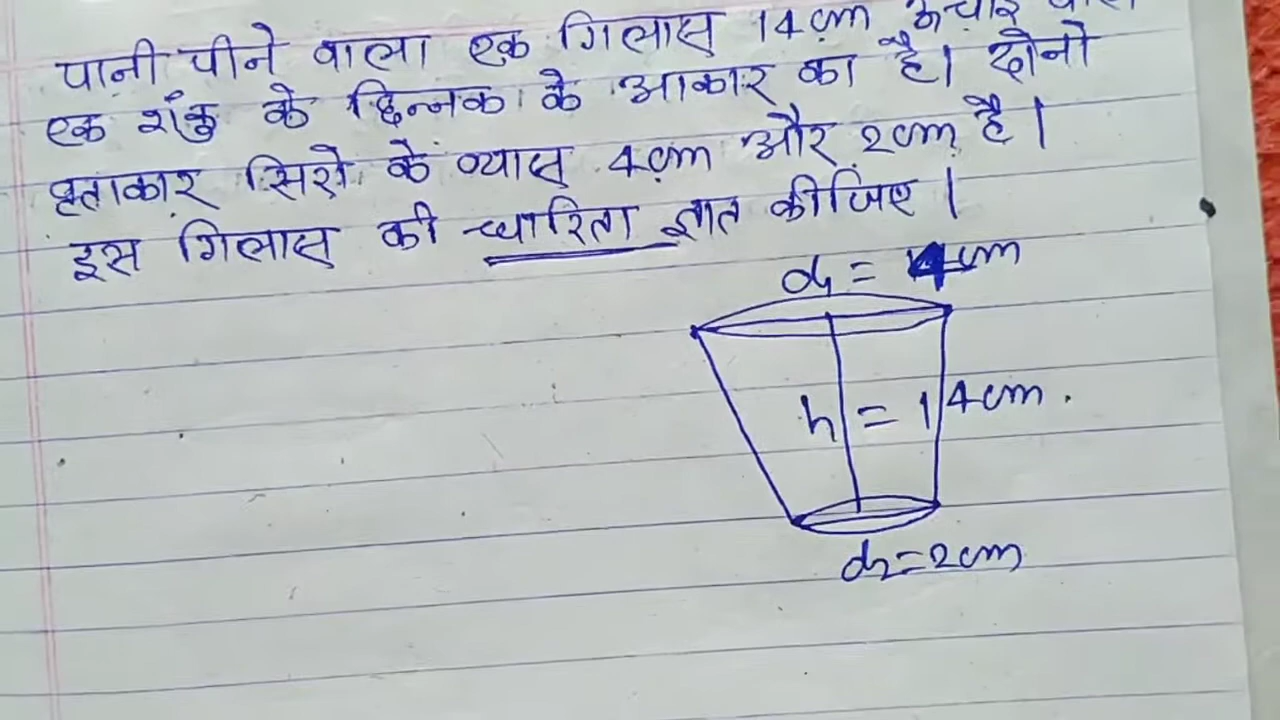 पानी पीने वाला एक गिलास 14cm ऊँचाई
एक शंकु के छिन्नक के आकार का है। दोनो
वृताकार सिरो के व्यास 4cm और 2cm है।
इस गिलास की धारिता ज्ञात कीजिए।
d₁ = 4cm
h = 14cm.
d₂ = 2cm